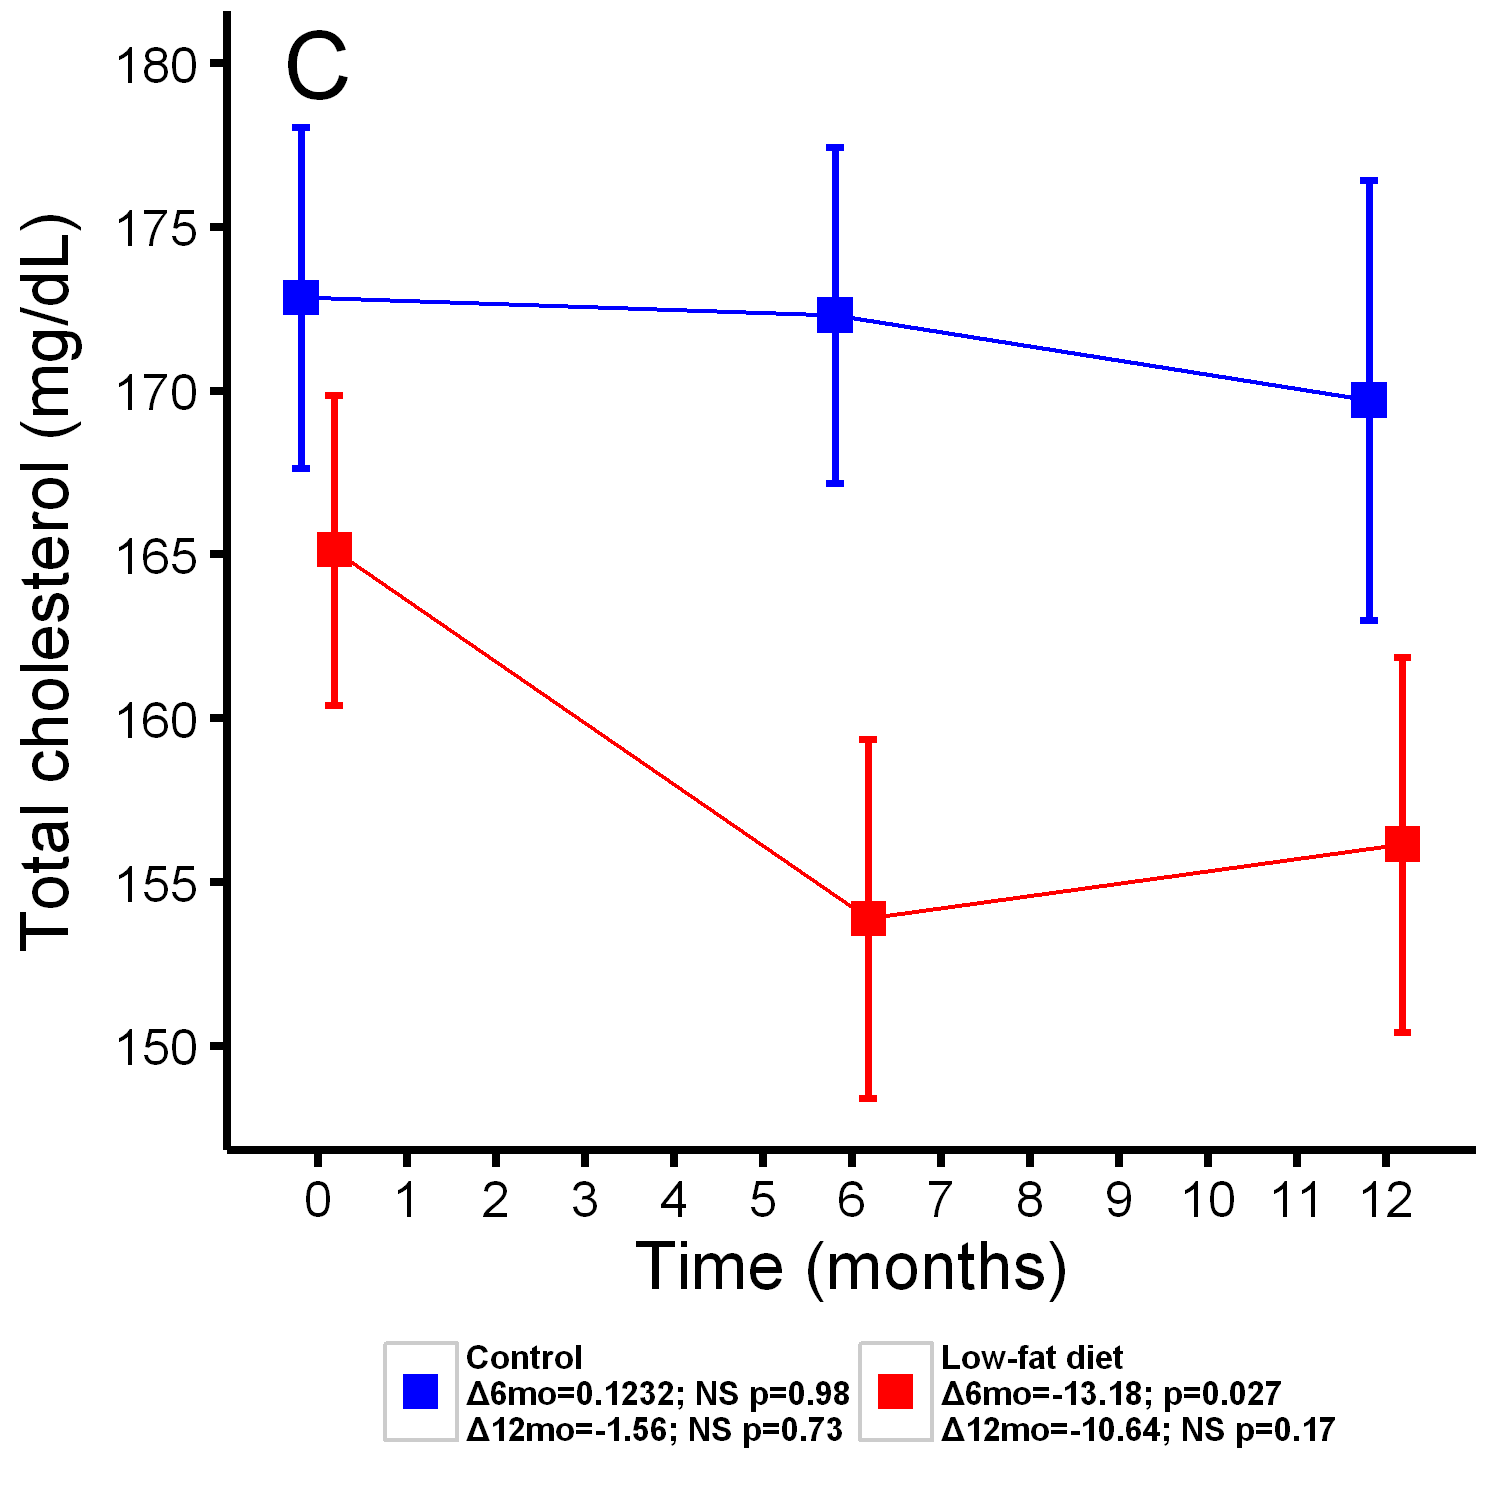 C
180
175
170
165
160
155
150
Total cholesterol (mg/dL)
0 1 2 3 4 5 6 7 8 9 10 11 12
Time (months)
Control
Δ6mo=0.1232; NS p=0.98
Δ12mo=-1.56; NS p=0.73
Low-fat diet
Δ6mo=-13.18; p=0.027
Δ12mo=-10.64; NS p=0.17